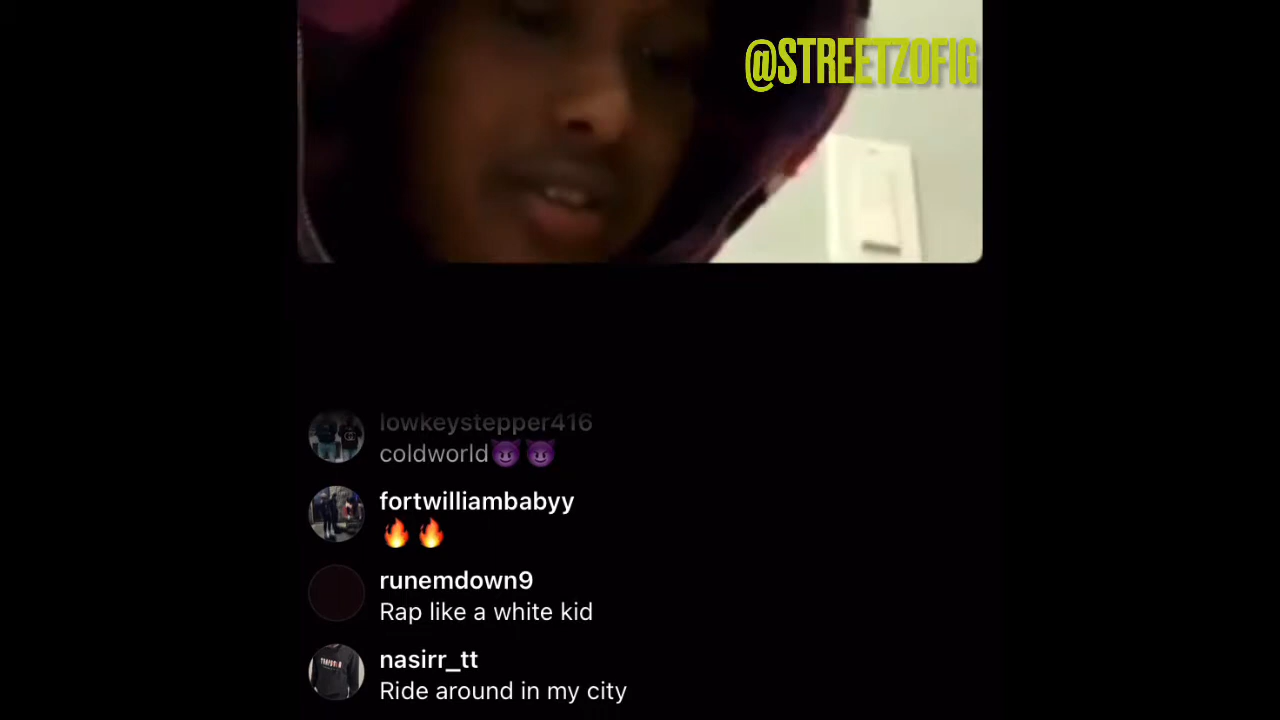 @STREETZOFIG
lowkeystepper416
coldworld😈😈
fortwilliambabyy
🔥🔥
runemdown9
Rap like a white kid
nasirr_tt
Ride around in my city